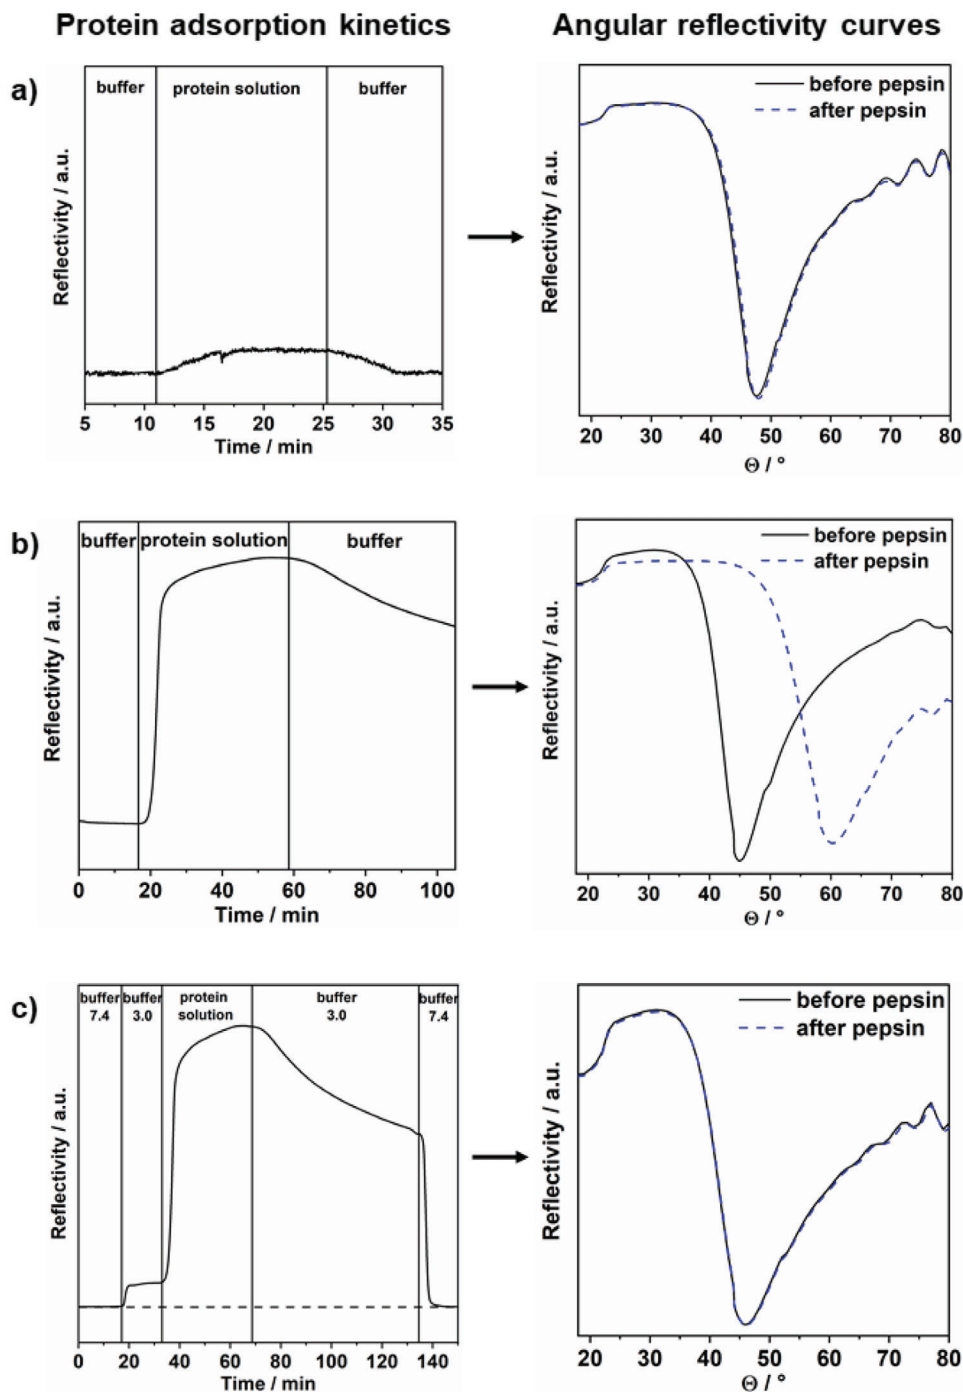 Protein adsorption kinetics
Angular reflectivity curves
a)
buffer
protein solution
buffer
Reflectivity / a.u.
5 10 15 20 25 30 35
Time / min
before pepsin
after pepsin
Reflectivity / a.u.
20 30 40 50 60 70 80
Θ / °
b)
buffer
protein solution
buffer
Reflectivity / a.u.
0 20 40 60 80 100
Time / min
before pepsin
after pepsin
Reflectivity / a.u.
20 30 40 50 60 70 80
Θ / °
c)
buffer
7.4
buffer
3.0
protein
solution
buffer
3.0
buffer
7.4
Reflectivity / a.u.
0 20 40 60 80 100 120 140
Time / min
before pepsin
after pepsin
Reflectivity / a.u.
20 30 40 50 60 70 80
Θ / °